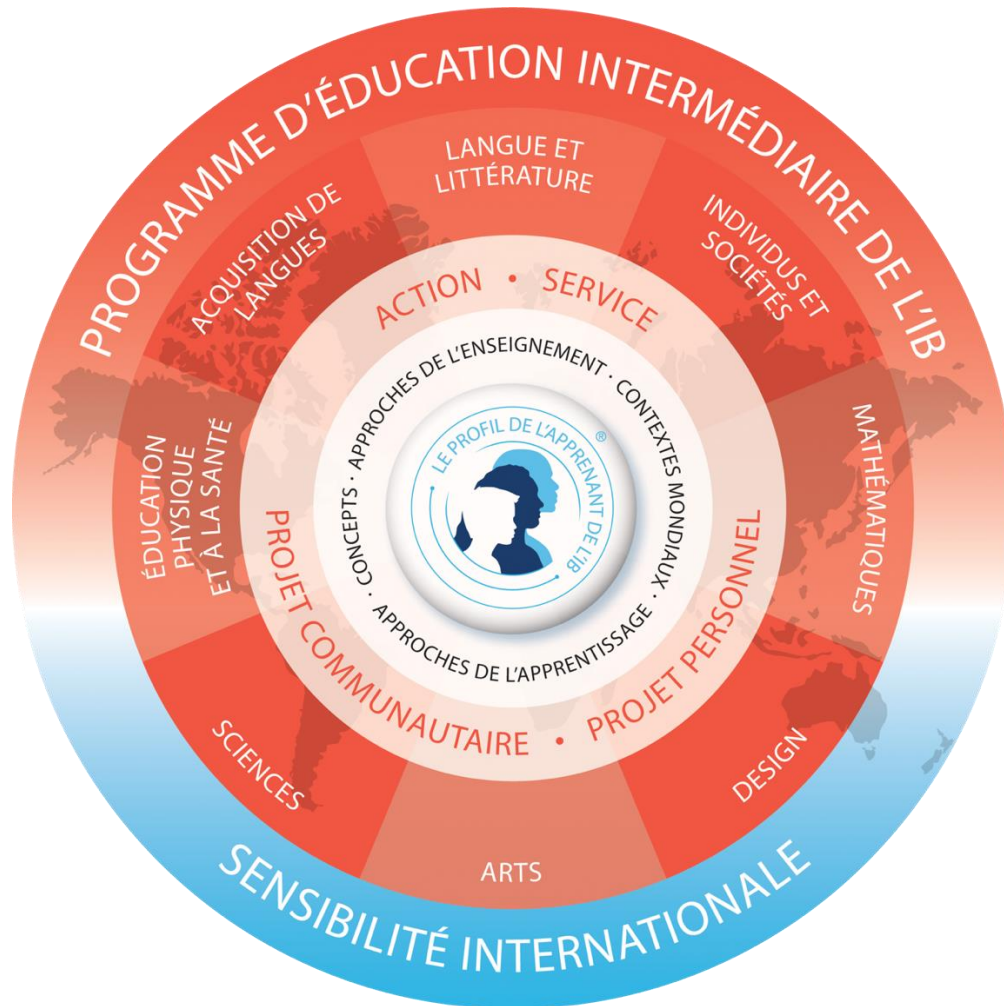 PROGRAMME D'ÉDUCATION INTERMÉDIAIRE DE L'IB
LANGUE ET
LITTÉRATURE
INDIVIDUS ET
SOCIÉTÉS
MATHÉMATIQUES
DESIGN
ARTS
SCIENCES
ÉDUCATION
PHYSIQUE
ET À LA SANTÉ
ACQUISITION DE
LANGUES
ACTION • SERVICE
PROJET COMMUNAUTAIRE • PROJET PERSONNEL
CONCEPTS · APPROCHES DE L'ENSEIGNEMENT · CONTEXTES MONDIAUX ·
APPROCHES DE L'APPRENTISSAGE ·
LE PROFIL DE L'APPRENANT DE L'IB
®
SENSIBILITÉ INTERNATIONALE